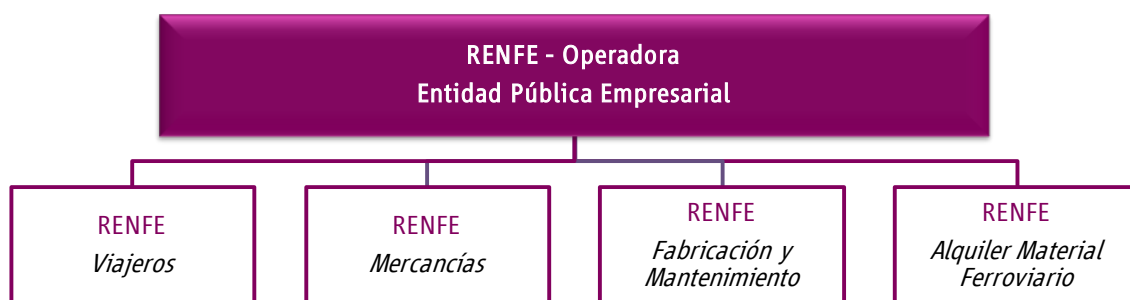 RENFE - Operadora
Entidad Pública Empresarial
RENFE
Viajeros
RENFE
Mercancías
RENFE
Fabricación y
Mantenimiento
RENFE
Alquiler Material
Ferroviario